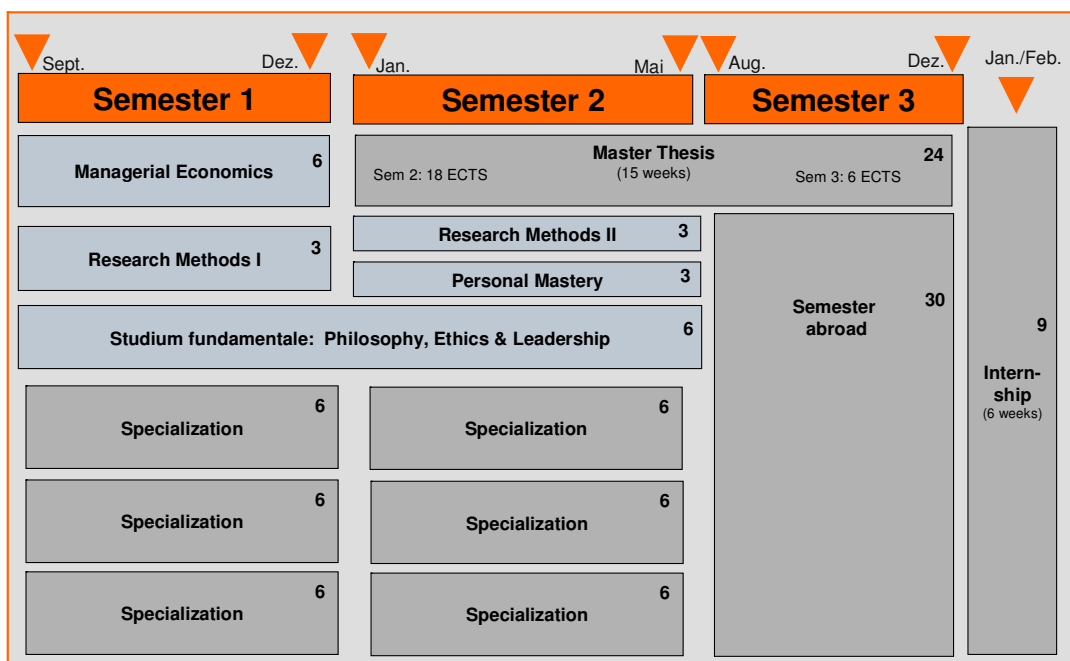 Sept.
Dez.
Jan.
Mai
Aug.
Dez.
Jan./Feb.
Semester 1
Semester 2
Semester 3
Managerial Economics
6
Master Thesis
24
Sem 2: 18 ECTS
(15 weeks)
Sem 3: 6 ECTS
Research Methods I
3
Research Methods II
3
Personal Mastery
3
Semester
abroad
30
9
Intern-
ship
(6 weeks)
Studium fundamentale:  Philosophy, Ethics & Leadership
6
Specialization
6
Specialization
6
Specialization
6
Specialization
6
Specialization
6
Specialization
6